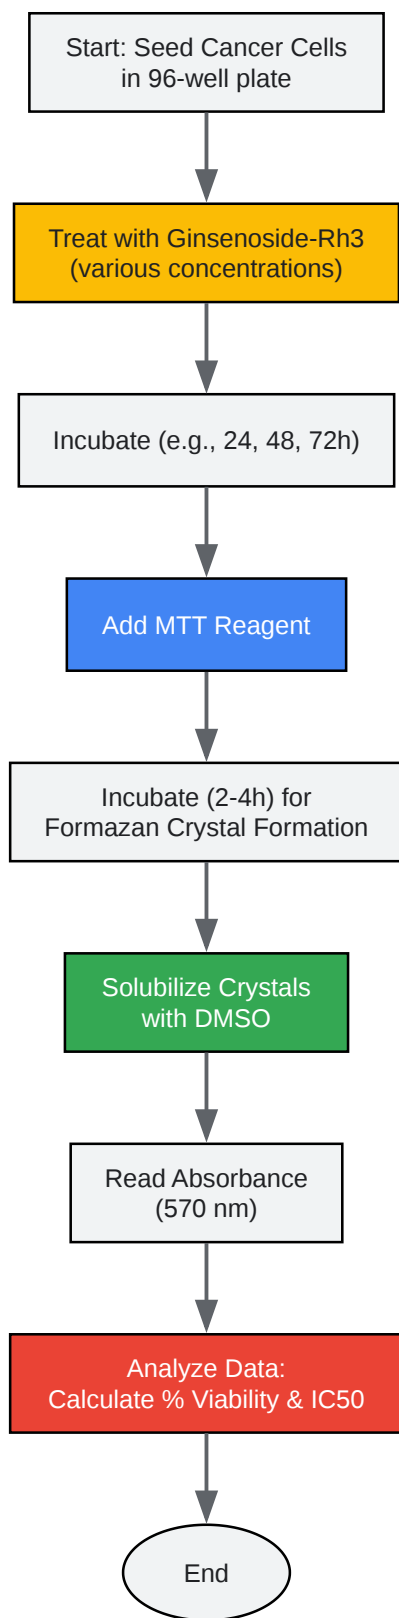 Start: Seed Cancer Cells
in 96-well plate
Treat with Ginsenoside-Rh3
(various concentrations)
Incubate (e.g., 24, 48, 72h)
Add MTT Reagent
Incubate (2-4h) for
Formazan Crystal Formation
Solubilize Crystals
with DMSO
Read Absorbance
(570 nm)
Analyze Data:
Calculate % Viability & IC50
End